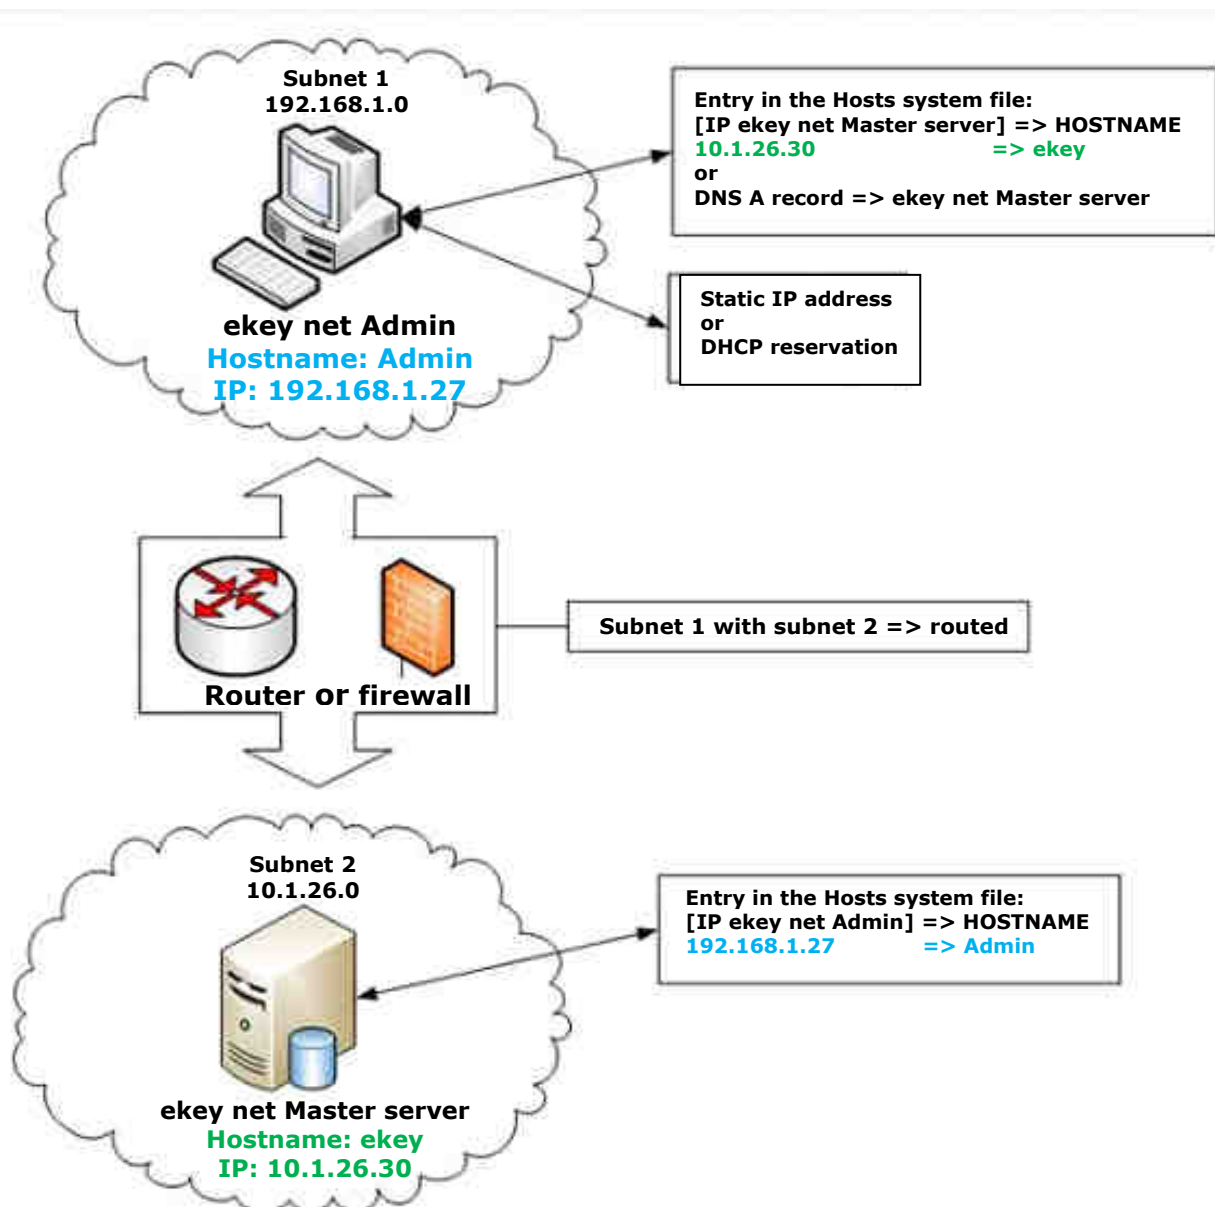 Subnet 1
192.168.1.0
Entry in the Hosts system file:
[IP ekey net Master server] => HOSTNAME
10.1.26.30 => ekey
or
DNS A record => ekey net Master server
Static IP address
or
DHCP reservation
ekey net Admin
Hostname: Admin
IP: 192.168.1.27
Subnet 1 with subnet 2 => routed
Router or firewall
Subnet 2
10.1.26.0
Entry in the Hosts system file:
[IP ekey net Admin] => HOSTNAME
192.168.1.27 => Admin
ekey net Master server
Hostname: ekey
IP: 10.1.26.30